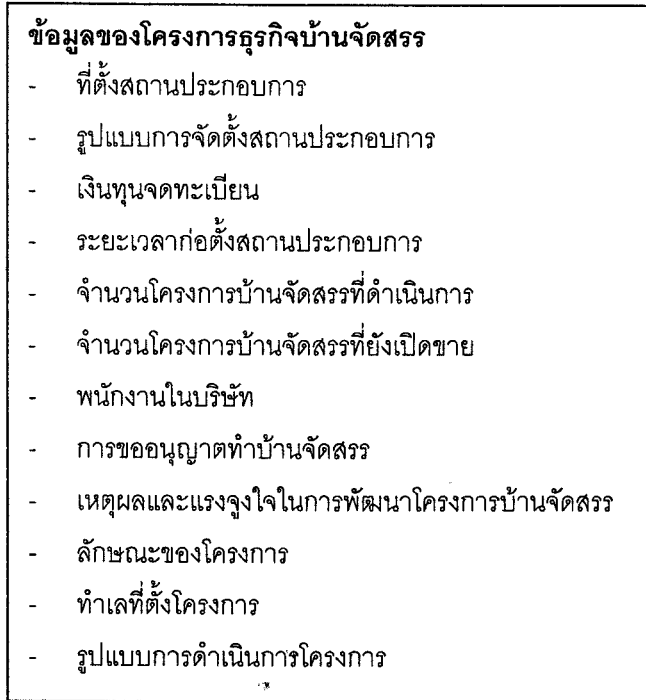 ข้อมูลของโครงการธุรกิจบ้านจัดสรร
- ที่ตั้งสถานประกอบการ
- รูปแบบการจัดตั้งสถานประกอบการ
- เงินทุนจดทะเบียน
- ระยะเวลาก่อตั้งสถานประกอบการ
- จำนวนโครงการบ้านจัดสรรที่ดำเนินการ
- จำนวนโครงการบ้านจัดสรรที่ยังเปิดขาย
- พนักงานในบริษัท
- การขออนุญาตทำบ้านจัดสรร
- เหตุผลและแรงจูงใจในการพัฒนาโครงการบ้านจัดสรร
- ลักษณะของโครงการ
- ทำเลที่ตั้งโครงการ
- รูปแบบการดำเนินการโครงการ